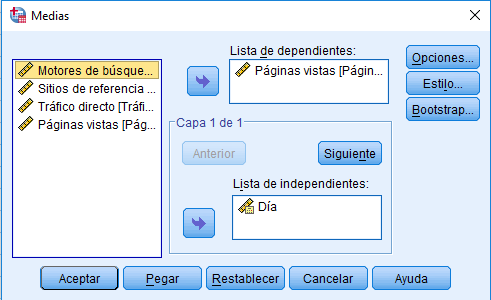 Medias
Lista de dependientes:
Motores de búsque...
Sitios de referencia ...
Tráfico directo [Tráfi...
Páginas vistas [Pág...
Páginas vistas [Págin...
Opciones...
Estilo...
Bootstrap...
Capa 1 de 1
Anterior
Siguiente
Lista de independientes:
Día
Aceptar
Pegar
Restablecer
Cancelar
Ayuda